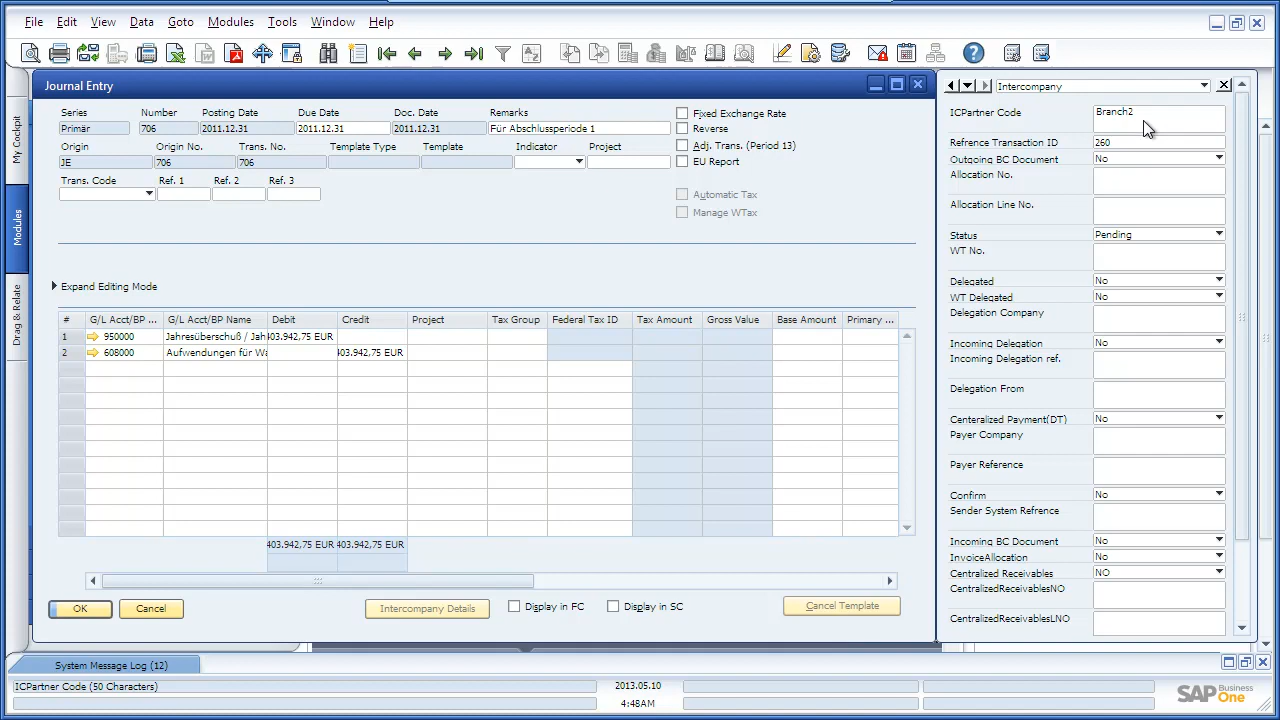 File Edit View Data Goto Modules Tools Window Help
Journal Entry
Series Number Posting Date Due Date Doc. Date Remarks
Primär 706 2011.12.31 2011.12.31 2011.12.31 Für Abschlussperiode 1
Origin Origin No. Trans. No. Template Type Template Indicator Project
JE 706 706
Trans. Code Ref. 1 Ref. 2 Ref. 3
Fixed Exchange Rate
Reverse
Adj. Trans. (Period 13)
EU Report
Automatic Tax
Manage WTax
Expand Editing Mode
# G/L Acct/BP ... G/L Acct/BP Name Debit Credit Project Tax Group Federal Tax ID Tax Amount Gross Value Base Amount Primary ...
1 950000 Jahresüberschuß / Jah 403.942,75 EUR
2 608000 Aufwendungen für Wa 403.942,75 EUR
403.942,75 EUR 403.942,75 EUR
OK Cancel Intercompany Details Display in FC Display in SC Cancel Template
Intercompany
ICPartner Code Branch2
Refrence Transaction ID 260
Outgoing BC Document No
Allocation No.
Allocation Line No.
Status Pending
WT No.
Delegated No
WT Delegated No
Delegation Company
Incoming Delegation No
Incoming Delegation ref.
Delegation From
Centeralized Payment(DT) No
Payer Company
Payer Reference
Confirm No
Sender System Refrence
Incoming BC Document No
InvoiceAllocation No
Centralized Receivables NO
CentralizedReceivablesNO
CentralizedReceivablesLNO
My Cockpit
Modules
Drag & Relate
System Message Log (12)
ICPartner Code (50 Characters) 2013.05.10
4:48AM
SAP Business One